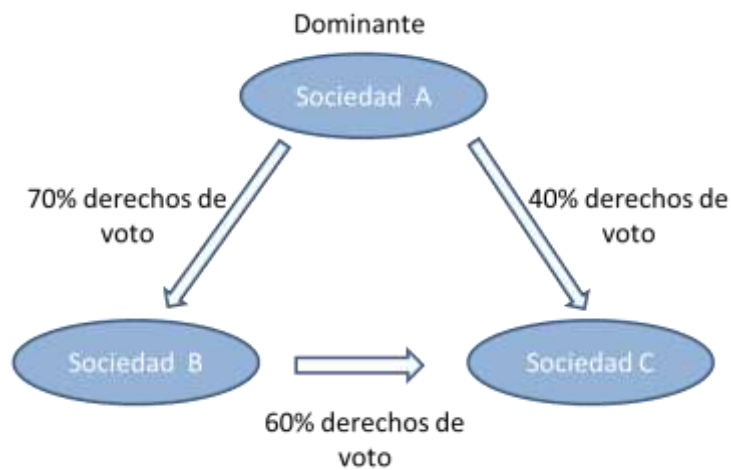 Dominante
Sociedad A
70% derechos de
voto
40% derechos de
voto
Sociedad B
Sociedad C
60% derechos de
voto